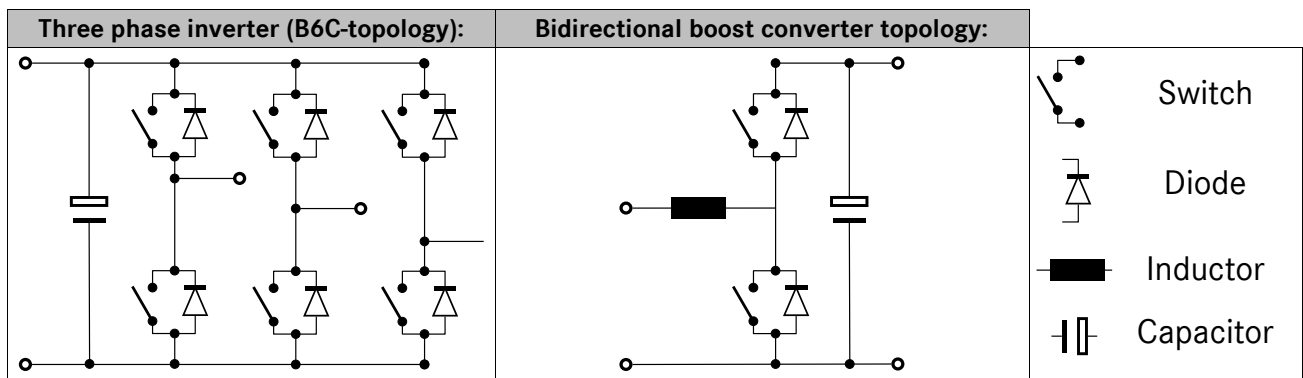 Three phase inverter (B6C-topology):
Bidirectional boost converter topology:
Switch
Diode
Inductor
Capacitor